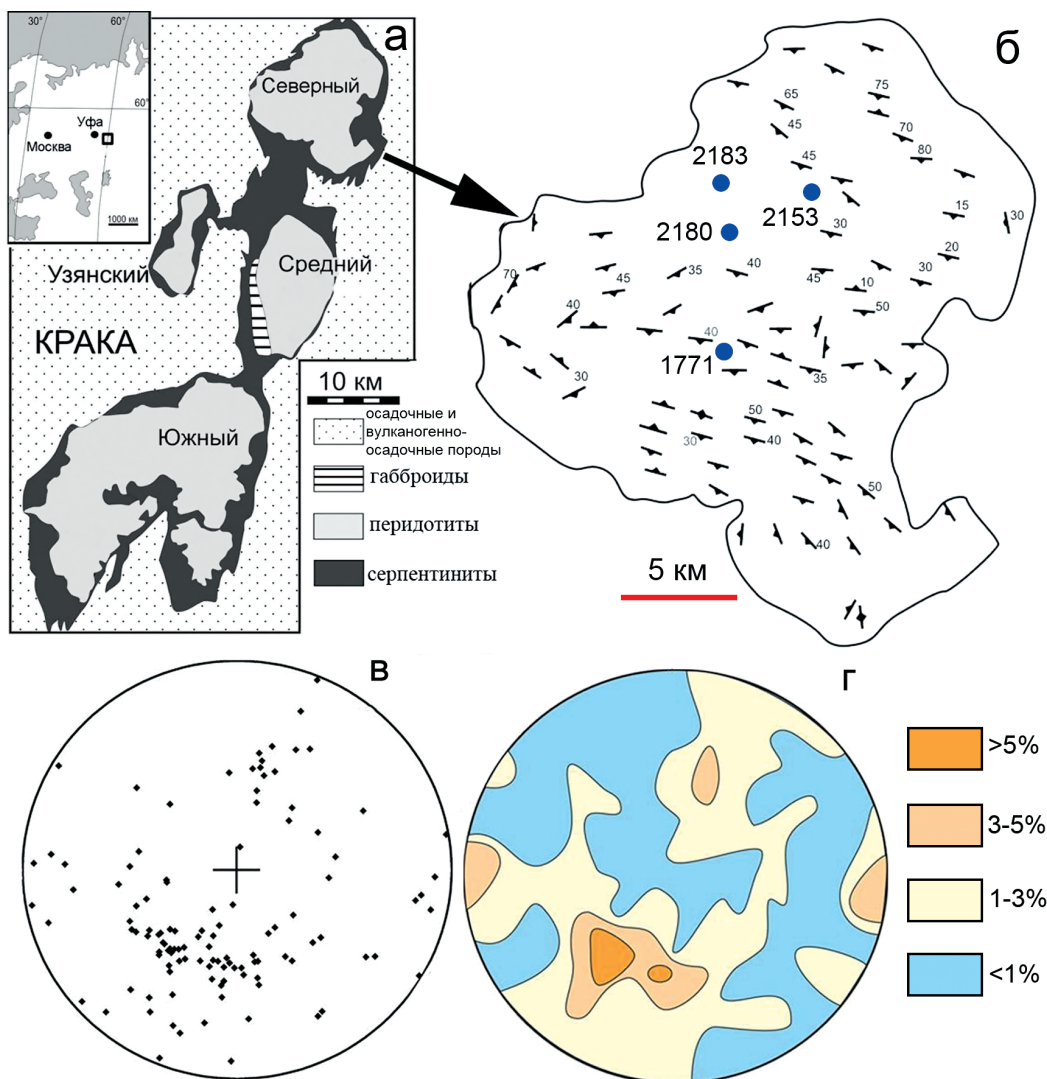 а
30°
60°
60°
Уфа
Москва
1000 км
Северный
Узянский
Средний
КРАКА
Южный
10 км
осадочные и
вулканогенно-
осадочные породы
габброиды
перидотиты
серпентиниты
б
75
65
45
70
2183
45
80
2153
15
30
2180
30
20
70
45
35
40
45
10
30
40
50
40
1771
35
30
50
30
40
50
40
5 км
в
г
>5%
3-5%
1-3%
<1%